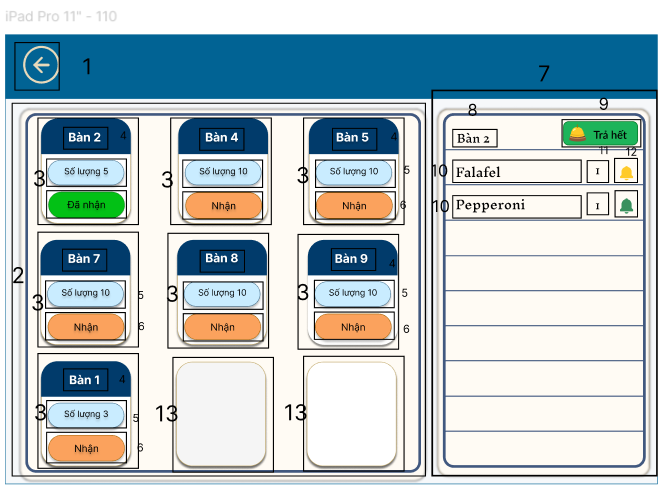 iPad Pro 11" - 110
1
7
8
9
Bàn 2 4
Bàn 4
Bàn 5 4
Bàn 2
Trả hết
11 12
3 Số lượng 5
3 Số lượng 10
3 Số lượng 10 5
10 Falafel 1
Đã nhận
Nhận
Nhận 6
10 Pepperoni 1
Bàn 7
Bàn 8
Bàn 9 4
2
3 Số lượng 10 5
3 Số lượng 10
3 Số lượng 10 5
Nhận 6
Nhận
Nhận 6
Bàn 1 4
3 Số lượng 3 5
13
13
Nhận 6